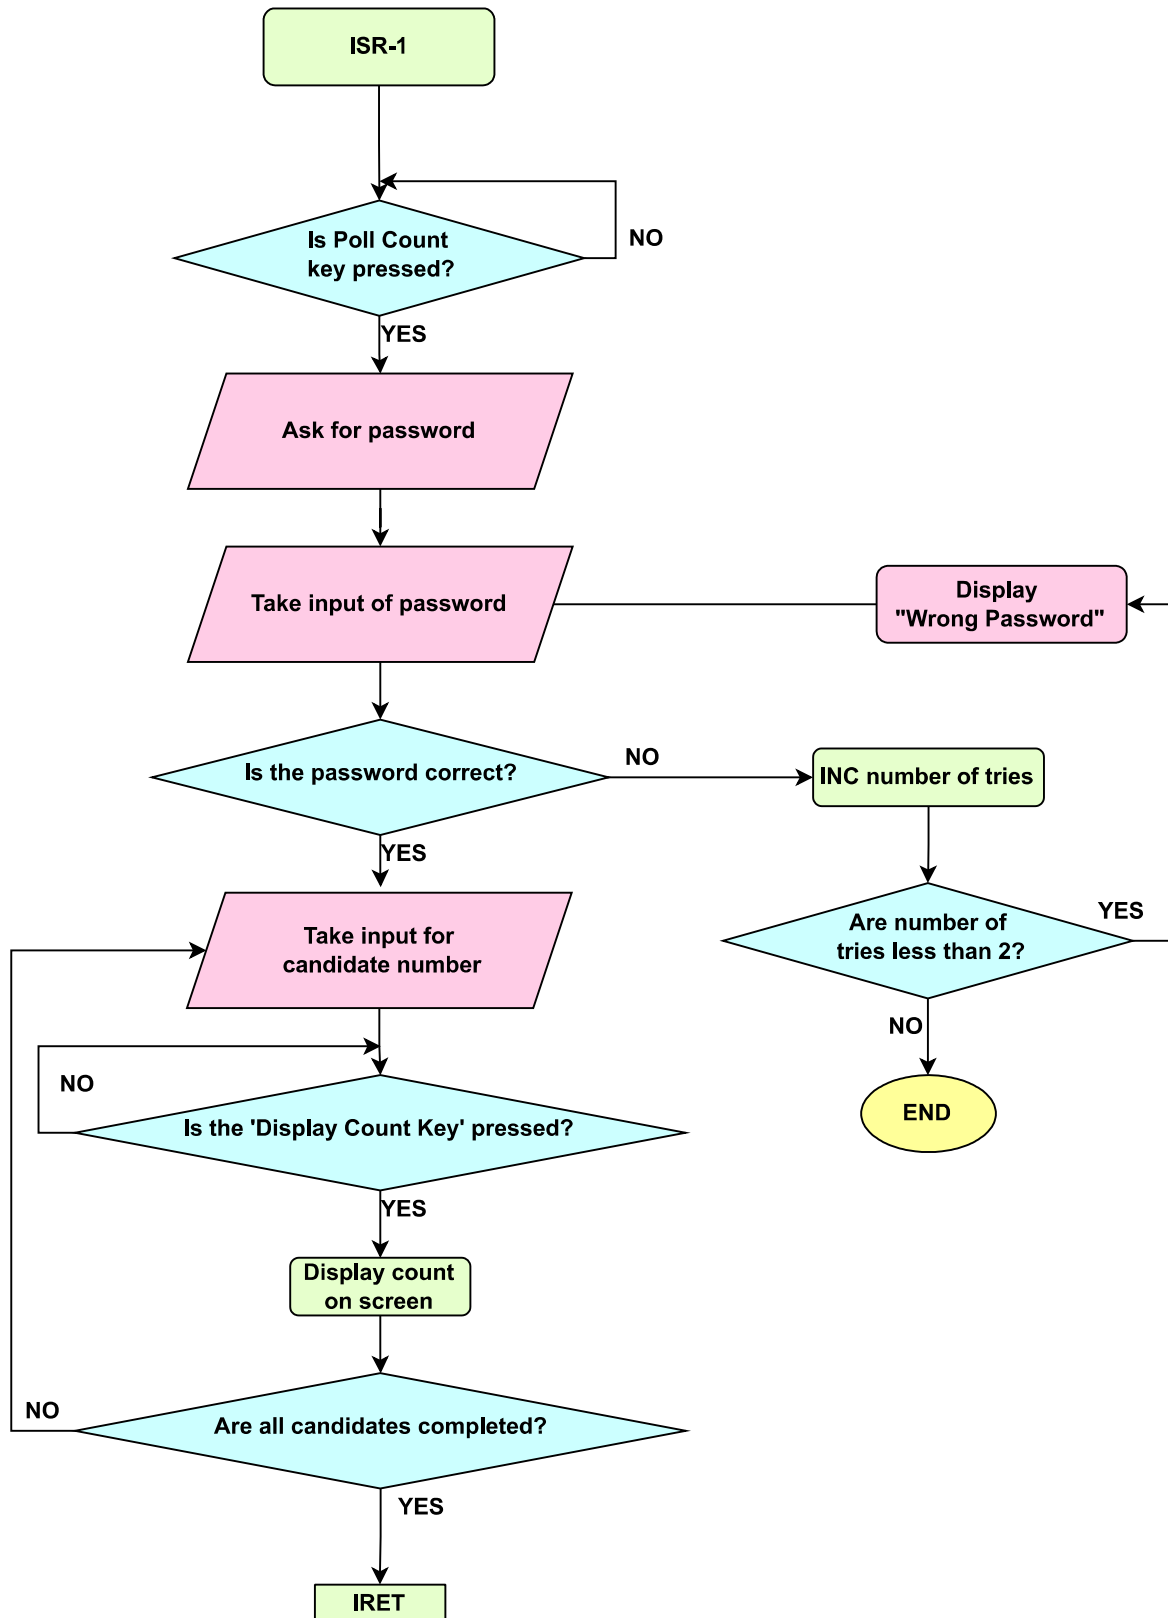 ISR-1
Is Poll Count
key pressed?
NO
YES
Ask for password
Take input of password
Display
"Wrong Password"
Is the password correct?
NO
INC number of tries
YES
Are number of
tries less than 2?
YES
Take input for
candidate number
NO
NO
END
Is the 'Display Count Key' pressed?
YES
Display count
on screen
NO
Are all candidates completed?
YES
IRET